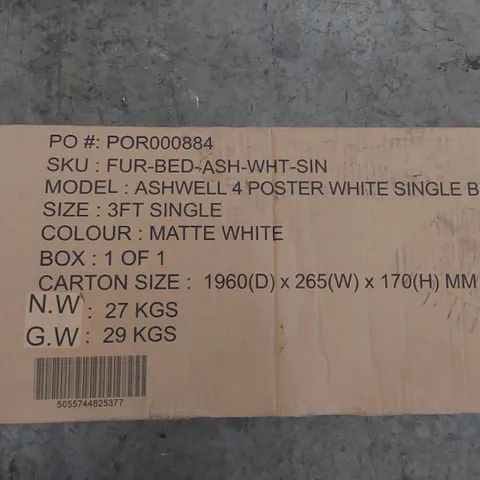 PO #: POR000884
SKU : FUR-BED-ASH-WHT-SIN
MODEL : ASHWELL 4 POSTER WHITE SINGLE B
SIZE : 3FT SINGLE
COLOUR : MATTE WHITE
BOX : 1 OF 1
CARTON SIZE : 1960(D) x 265(W) x 170(H) MM
N.W : 27 KGS
G.W : 29 KGS
5055744825377